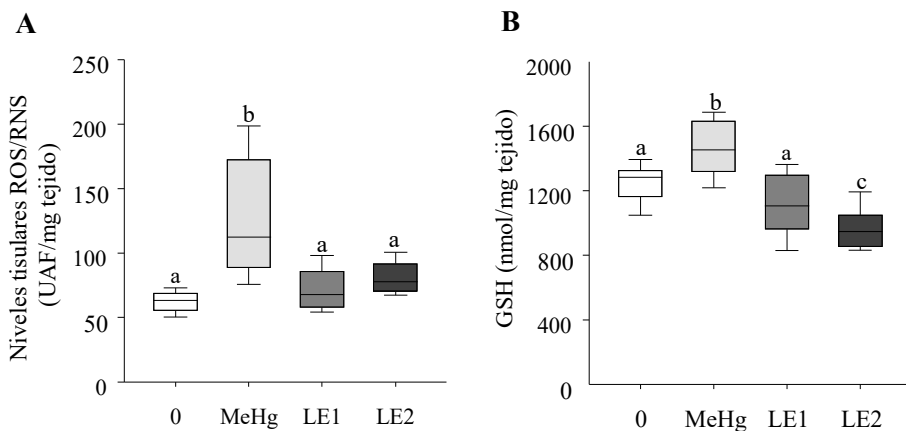 A
Niveles tisulares ROS/RNS
(UAF/mg tejido)
250
200
150
100
50
0
a
b
a
a
0 MeHg LE1 LE2
B
GSH (nmol/mg tejido)
2000
1600
1200
800
400
0
a
b
a
c
0 MeHg LE1 LE2